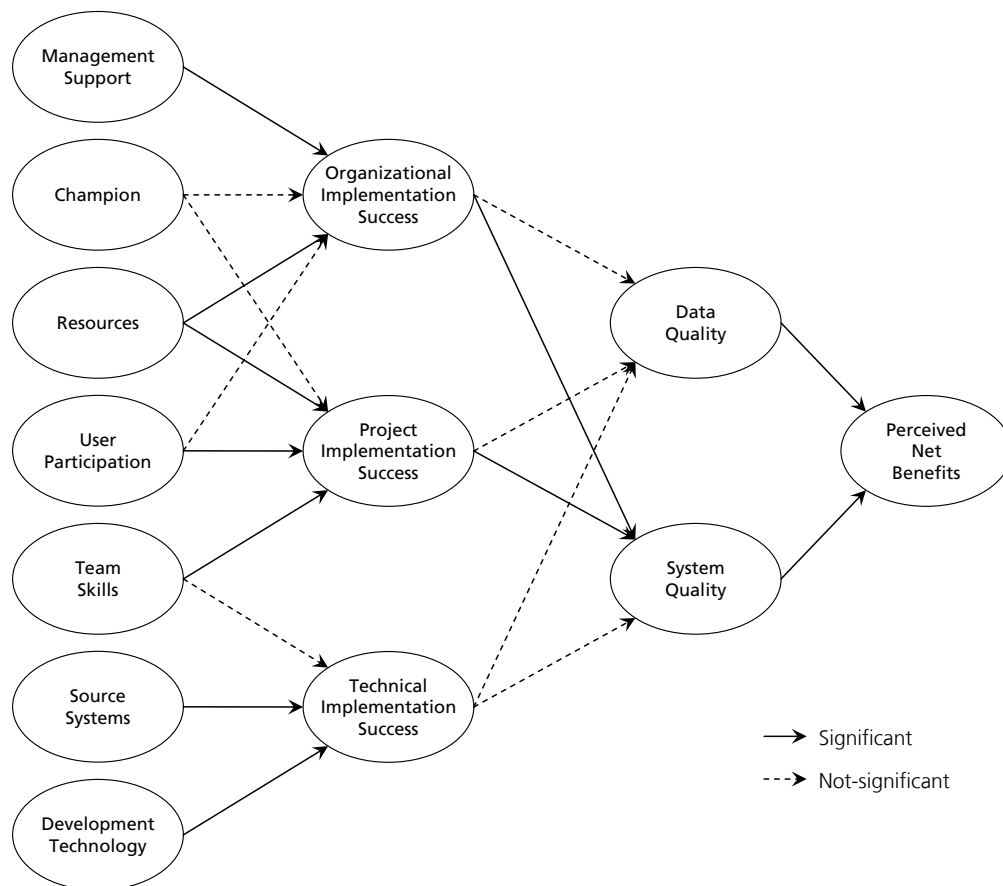 Management
Support
Champion
Resources
User
Participation
Team
Skills
Source
Systems
Development
Technology
Organizational
Implementation
Success
Project
Implementation
Success
Technical
Implementation
Success
Data
Quality
System
Quality
Perceived
Net
Benefits
Significant
Not-significant